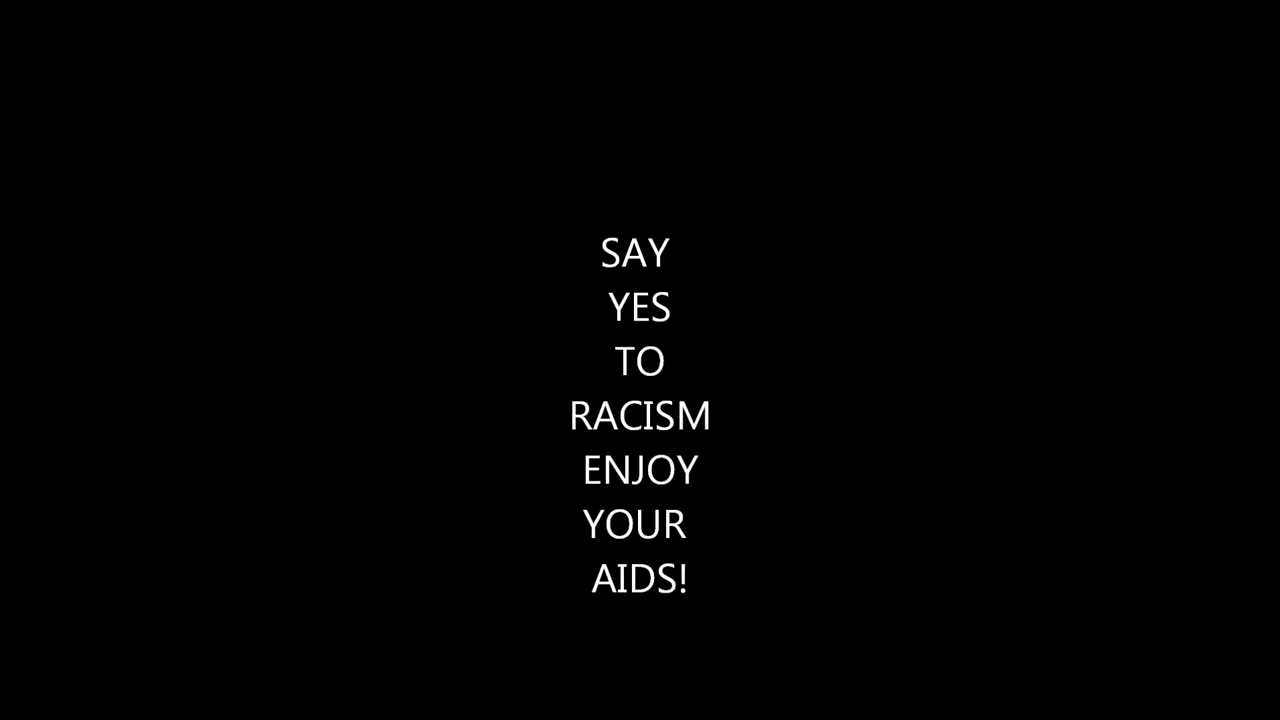 SAY
YES
TO
RACISM
ENJOY
YOUR
AIDS!